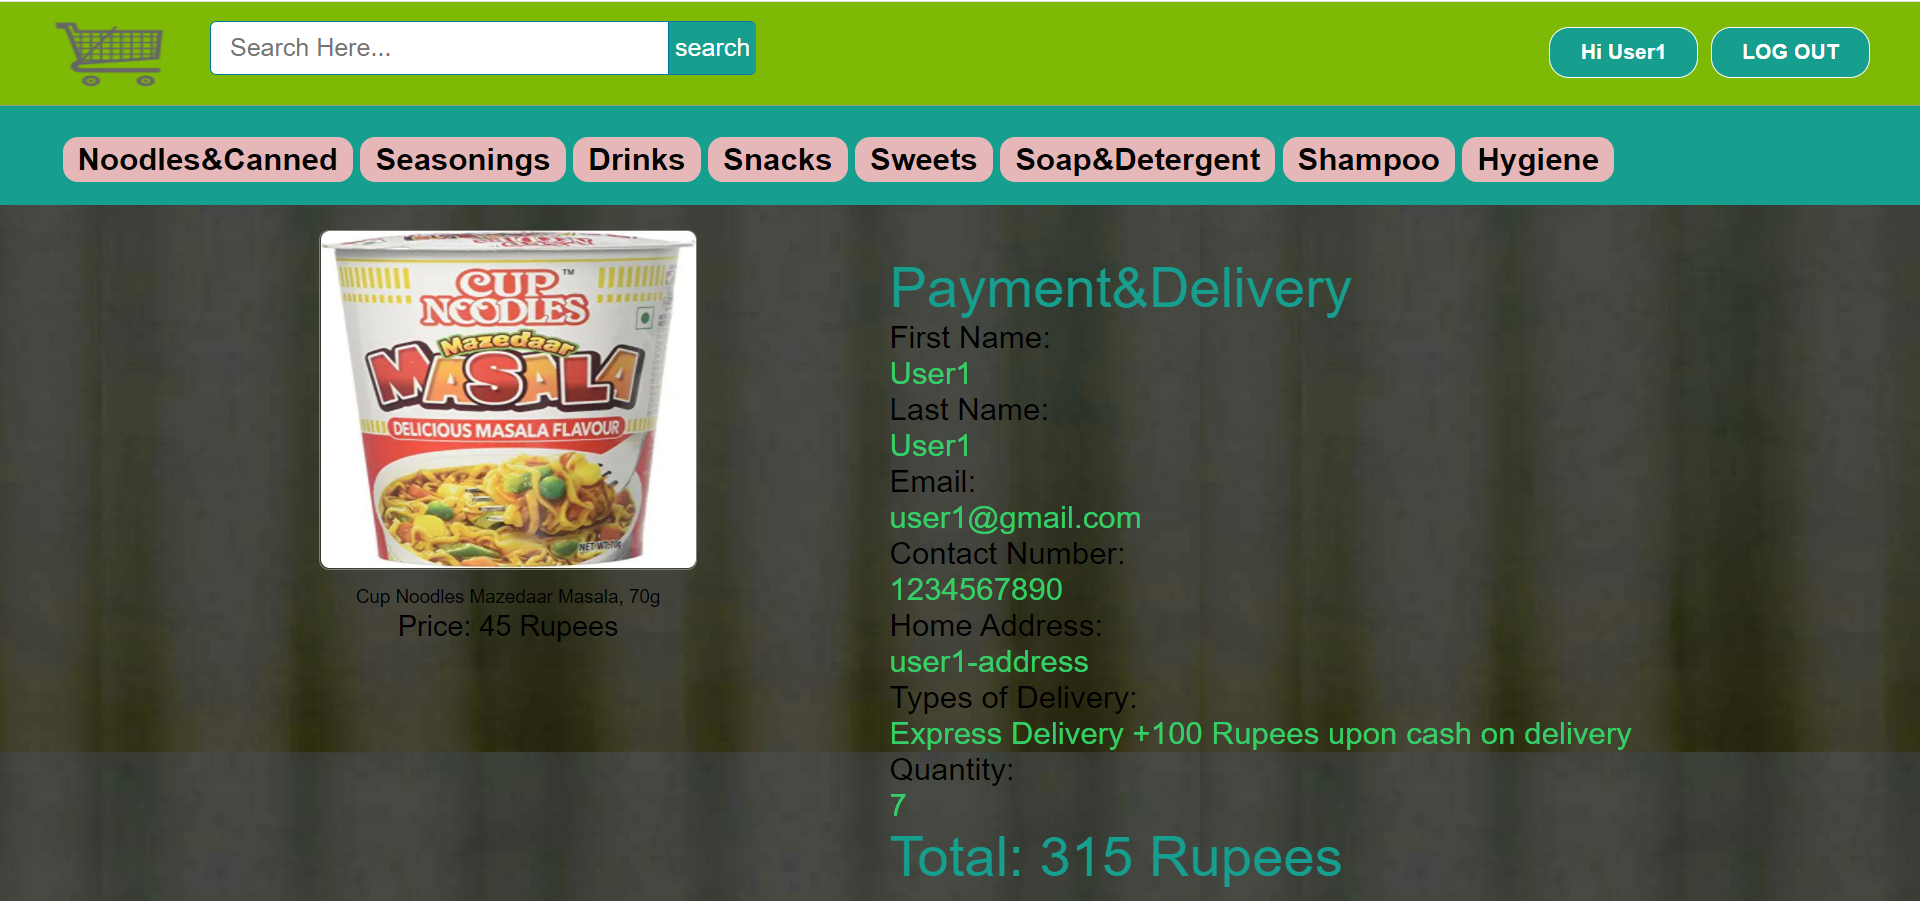 Search Here...
search
Hi User1
LOG OUT
Noodles&Canned
Seasonings
Drinks
Snacks
Sweets
Soap&Detergent
Shampoo
Hygiene
CUP
NOODLES
TM
Mazedaar
MASALA
DELICIOUS MASALA FLAVOUR
NET WT:70g
Cup Noodles Mazedaar Masala, 70g
Price: 45 Rupees
Payment&Delivery
First Name:
User1
Last Name:
User1
Email:
user1@gmail.com
Contact Number:
1234567890
Home Address:
user1-address
Types of Delivery:
Express Delivery +100 Rupees upon cash on delivery
Quantity:
7
Total: 315 Rupees